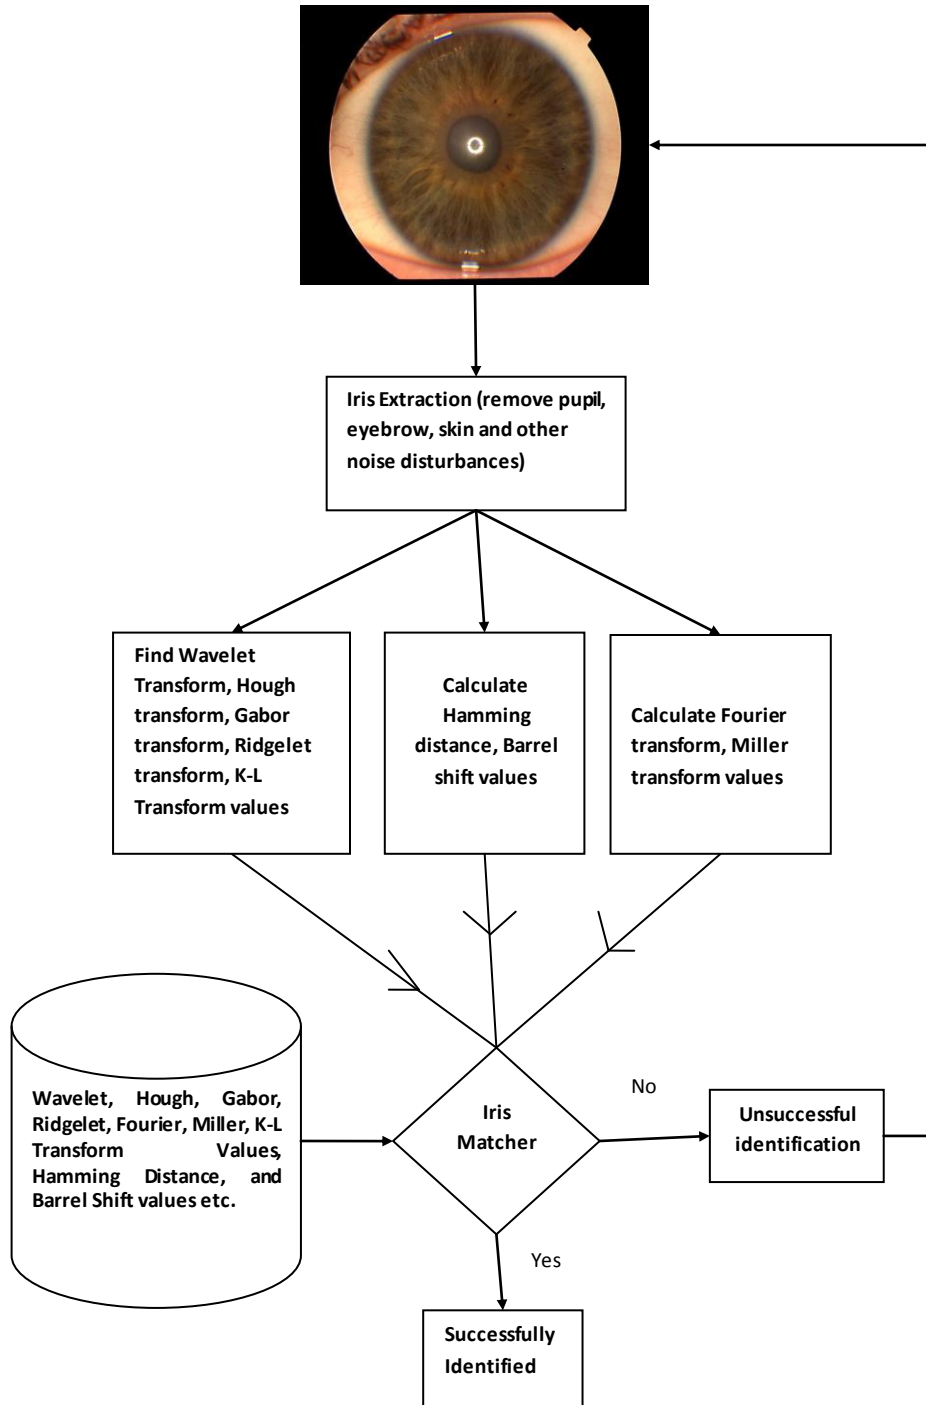 Iris Extraction (remove pupil,
eyebrow, skin and other
noise disturbances)
Find Wavelet
Transform, Hough
transform, Gabor
transform, Ridgelet
transform, K-L
Transform values
Calculate
Hamming
distance, Barrel
shift values
Calculate Fourier
transform, Miller
transform values
Wavelet, Hough, Gabor,
Ridgelet, Fourier, Miller, K-L
Transform Values,
Hamming Distance, and
Barrel Shift values etc.
Iris
Matcher
No
Unsuccessful
identification
Yes
Successfully
Identified